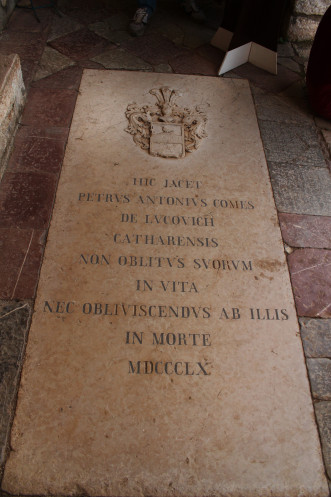 HIC JACET
PETRVS ANTONIVS COMES
DE LVCOVICH
CATHARENSIS
NON OBLITVS SVORVM
IN VITA
NEC OBLIVISCENDVS AB ILLIS
IN MORTE
MDCCCLX.